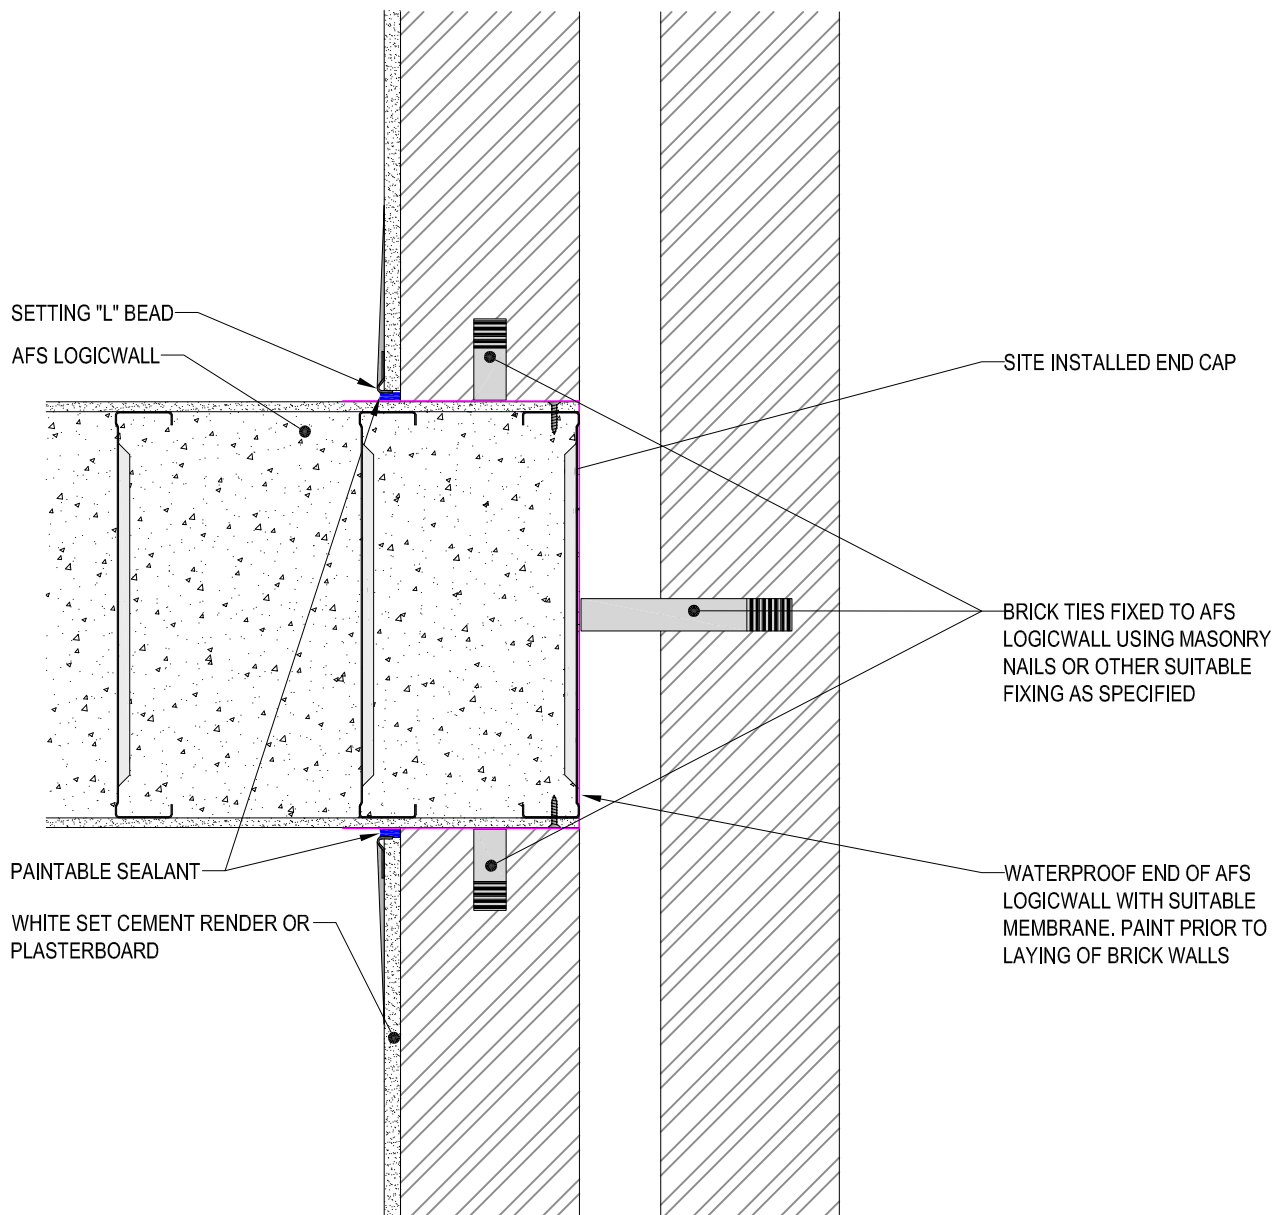 SETTING "L" BEAD
AFS LOGICWALL
SITE INSTALLED END CAP
BRICK TIES FIXED TO AFS
LOGICWALL USING MASONRY
NAILS OR OTHER SUITABLE
FIXING AS SPECIFIED
PAINTABLE SEALANT
WHITE SET CEMENT RENDER OR
PLASTERBOARD
WATERPROOF END OF AFS
LOGICWALL WITH SUITABLE
MEMBRANE. PAINT PRIOR TO
LAYING OF BRICK WALLS